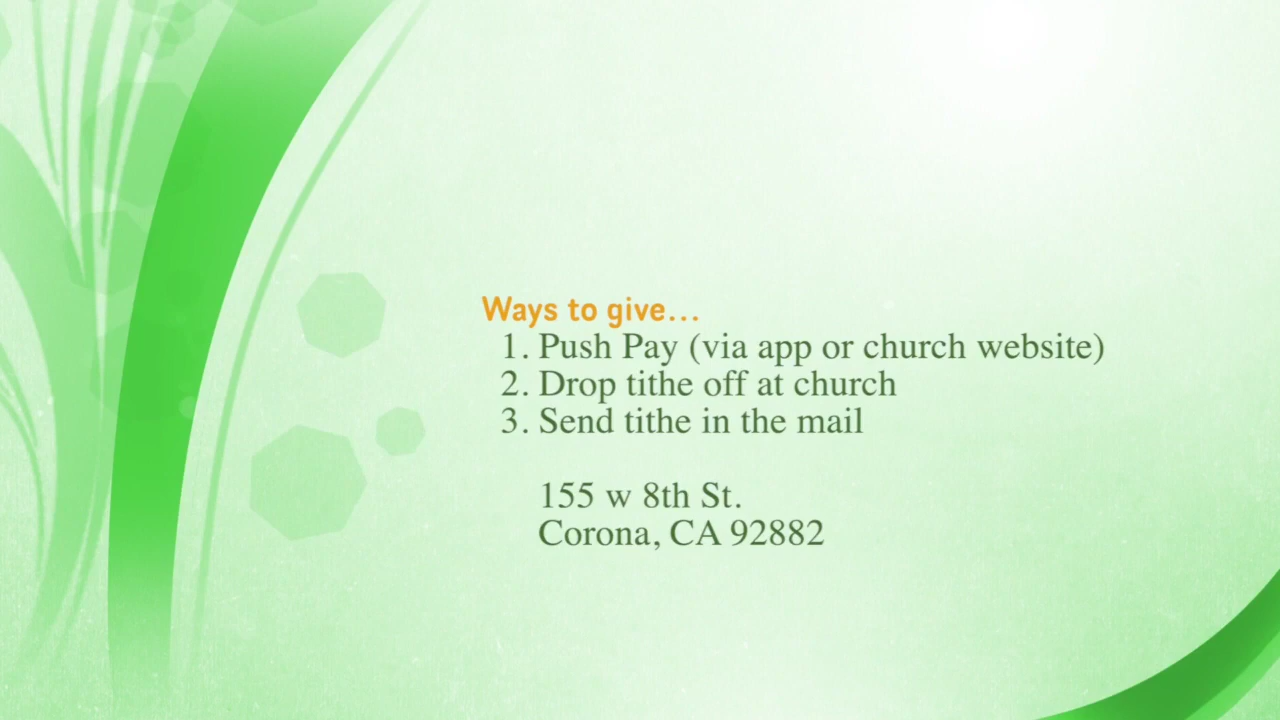 Ways to give...
1. Push Pay (via app or church website)
2. Drop tithe off at church
3. Send tithe in the mail
155 w 8th St.
Corona, CA 92882